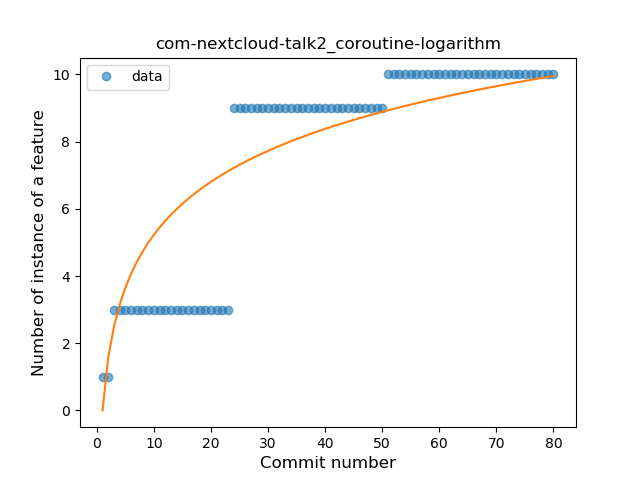 com-nextcloud-talk2_coroutine-logarithm
data
Number of instance of a feature
10
8
6
4
2
0
0 10 20 30 40 50 60 70 80
Commit number